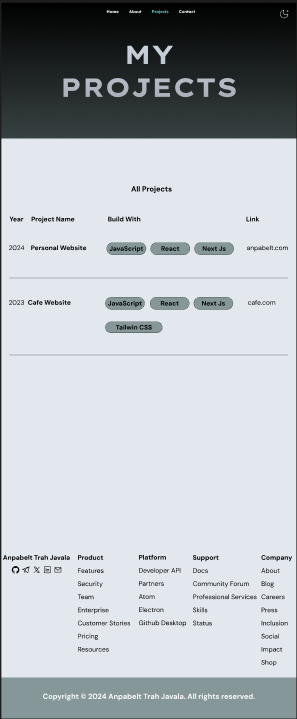 Home About Projects Contact
MY
PROJECTS
All Projects
Year Project Name Build With Link
2024 Personal Website JavaScript React Next Js anpabelt.com
2023 Cafe Website JavaScript React Next Js cafe.com
Tailwin CSS
Anpabelt Trah Javala
Product
Features
Security
Team
Enterprise
Customer Stories
Pricing
Resources
Platform
Developer API
Partners
Atom
Electron
Github Desktop
Support
Docs
Community Forum
Professional Services
Skills
Status
Company
About
Blog
Careers
Press
Inclusion
Social
Impact
Shop
Copyright © 2024 Anpabelt Trah Javala. All rights reserved.